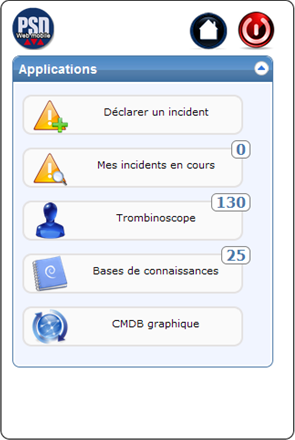 PSD
Web mobile
Applications
Déclarer un incident
0
Mes incidents en cours
130
Trombinoscope
25
Bases de connaissances
CMDB graphique